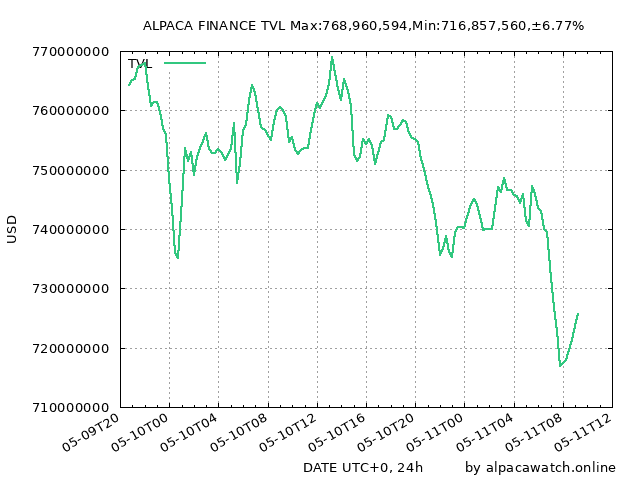 ALPACA FINANCE TVL Max:768,960,594,Min:716,857,560,±6.77%
770000000
TVL
760000000
750000000
740000000
USD
730000000
720000000
710000000
05-09T20
05-10T00
05-10T04
05-10T08
05-10T12
05-10T16
05-10T20
05-11T00
05-11T04
05-11T08
05-11T12
DATE UTC+0, 24h
by alpacawatch.online